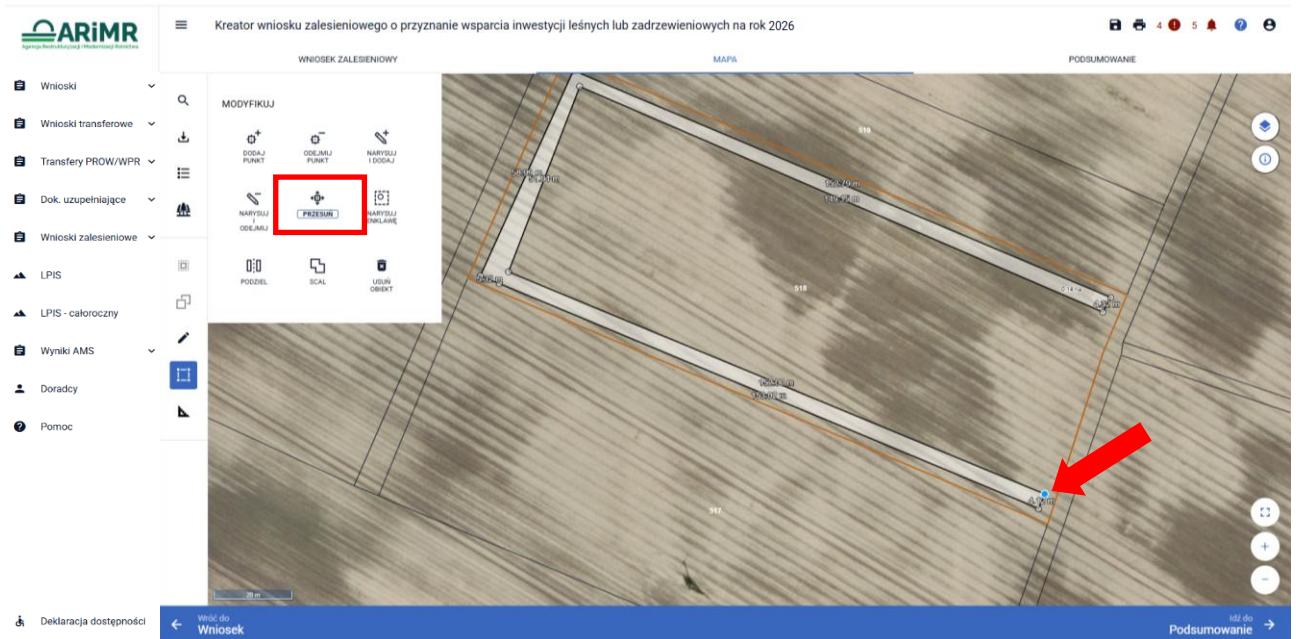 ARiMR
Agencja Restrukturyzacji i Modernizacji Rolnictwa
Kreator wniosku zalesieniowego o przyznanie wsparcia inwestycji leśnych lub zadrzewieniowych na rok 2026
4
5
WNIOSEK ZALESIENIOWY
MAPA
PODSUMOWANIE
Wnioski
Wnioski transferowe
Transfery PROW/WPR
Dok. uzupełniające
Wnioski zalesieniowe
LPIS
LPIS - całoroczny
Wyniki AMS
Doradcy
Pomoc
Deklaracja dostępności
MODYFIKUJ
DODAJ
PUNKT
ODEJMIJ
PUNKT
NARYSUJ
I DODAJ
NARYSUJ
I
ODEJMIJ
PRZESUŃ
NARYSUJ
ENKLAWĘ
PODZIEL
SCAL
USUŃ
OBIEKT
519
518
517
20 m
Wróć do
Wniosek
Idź do
Podsumowanie